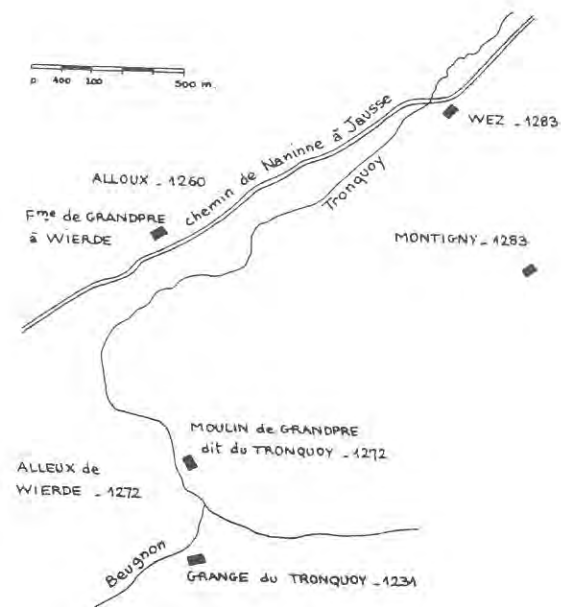 0 100 200 500 m.
WEZ - 1283
chemin de Naninne à Jausse
Tronquoy
ALLOUX - 1260
Fme de GRANDPRE
à WIERDE
MONTIGNY - 1283
MOULIN de GRANDPRE
dit du TRONQUOY - 1272
ALLEUX de
WIERDE - 1272
Beugnon
GRANGE du TRONQUOY - 1231